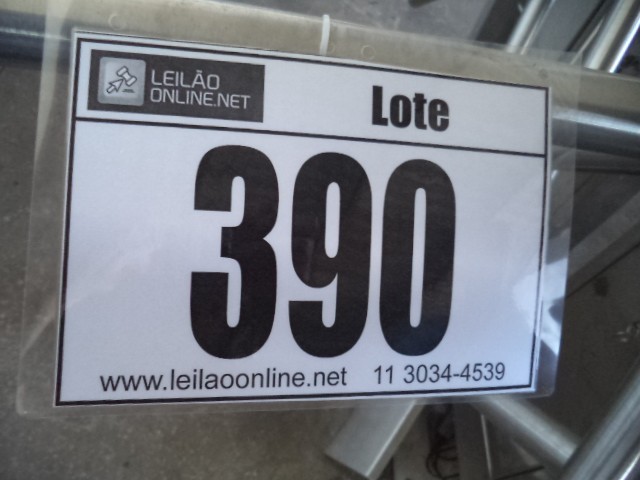 LEILÃO
ONLINE.NET
Lote
390
www.leilaoonline.net 11 3034-4539